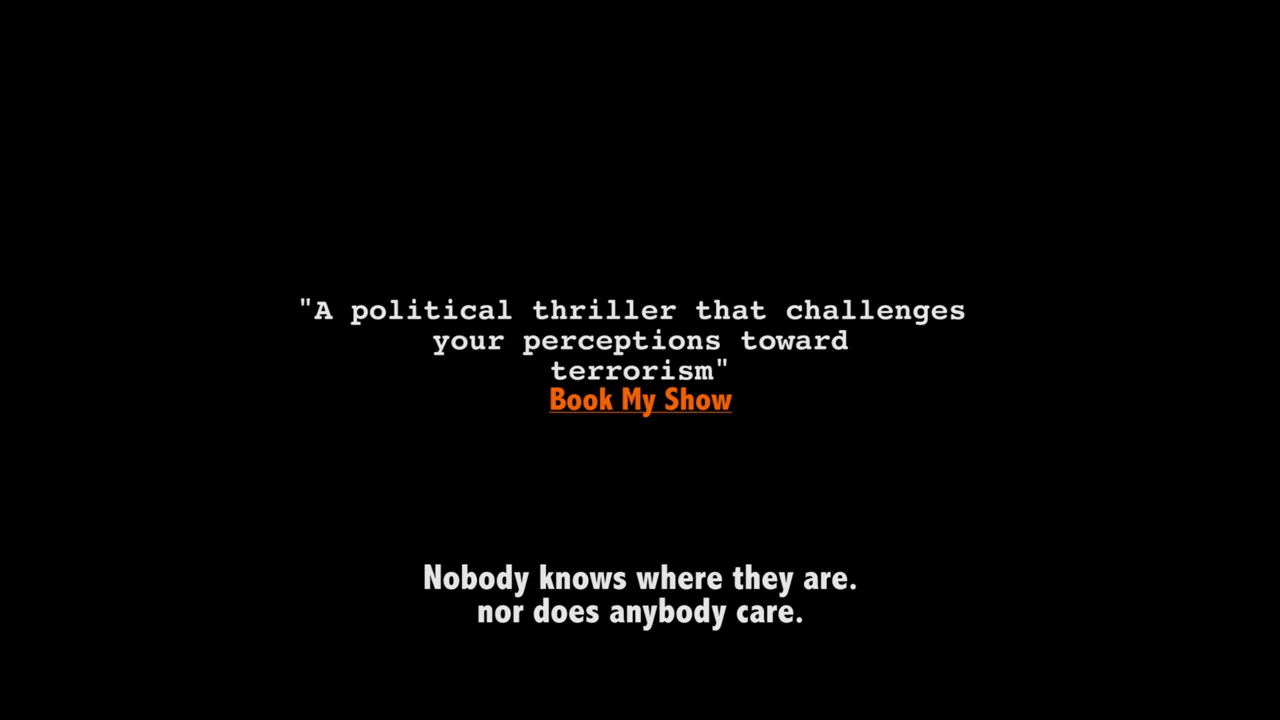 "A political thriller that challenges
your perceptions toward
terrorism"
Book My Show
Nobody knows where they are.
nor does anybody care.